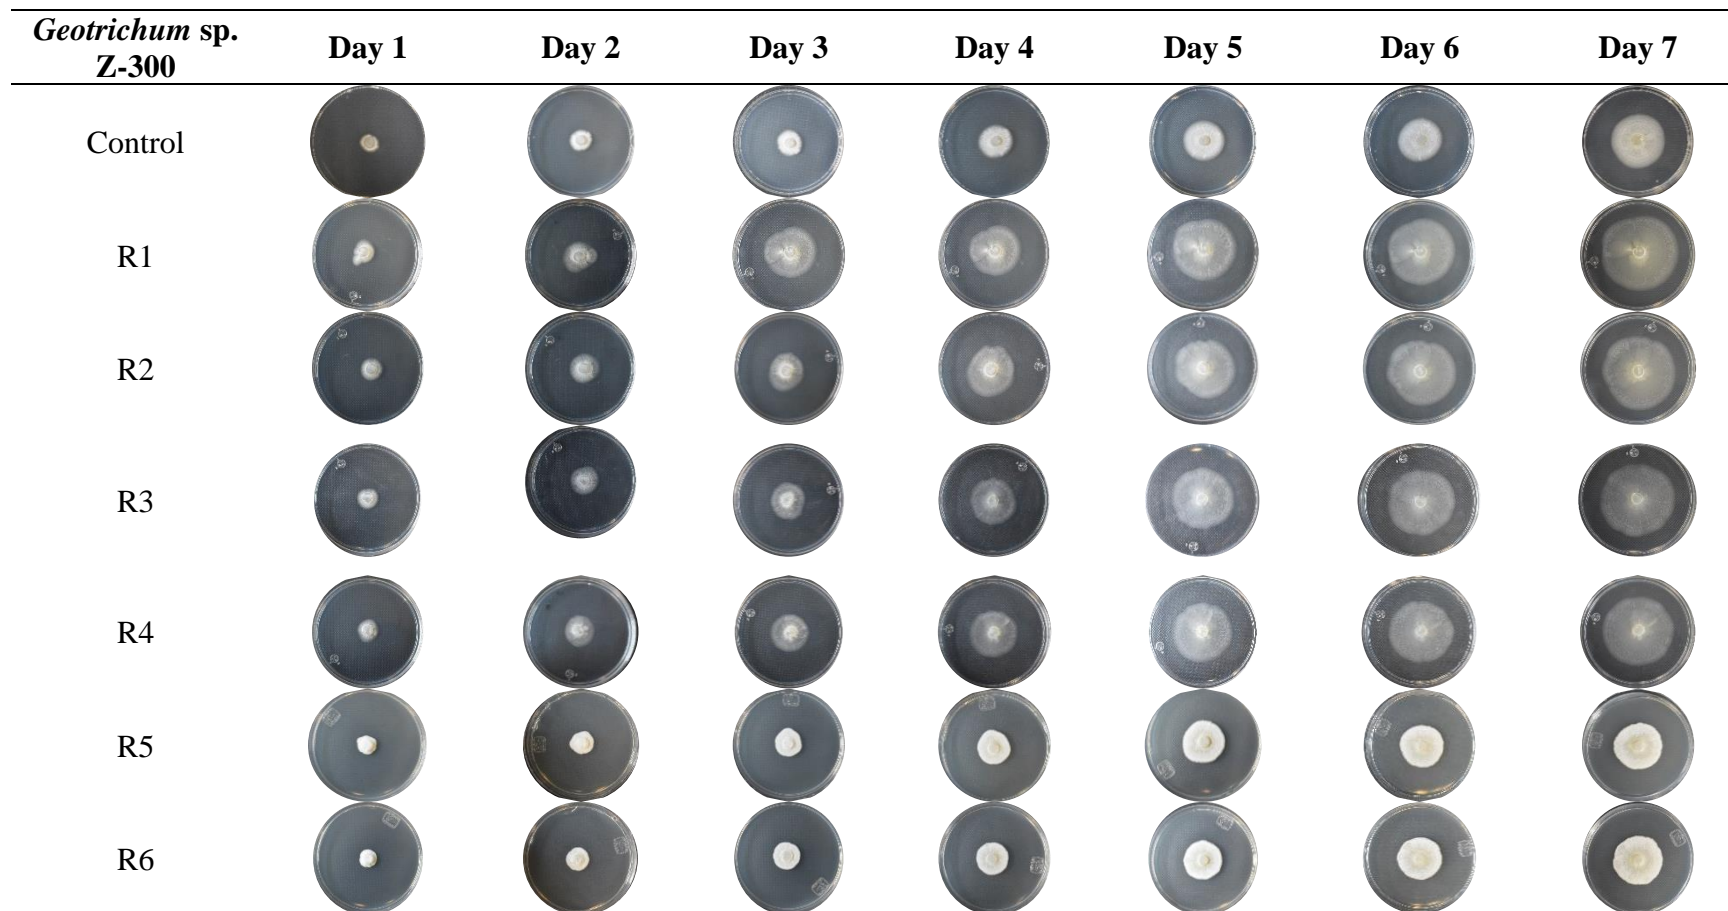 Geotrichum sp.
Z-300
Day 1
Day 2
Day 3
Day 4
Day 5
Day 6
Day 7
Control
R1
R2
R3
R4
R5
R6